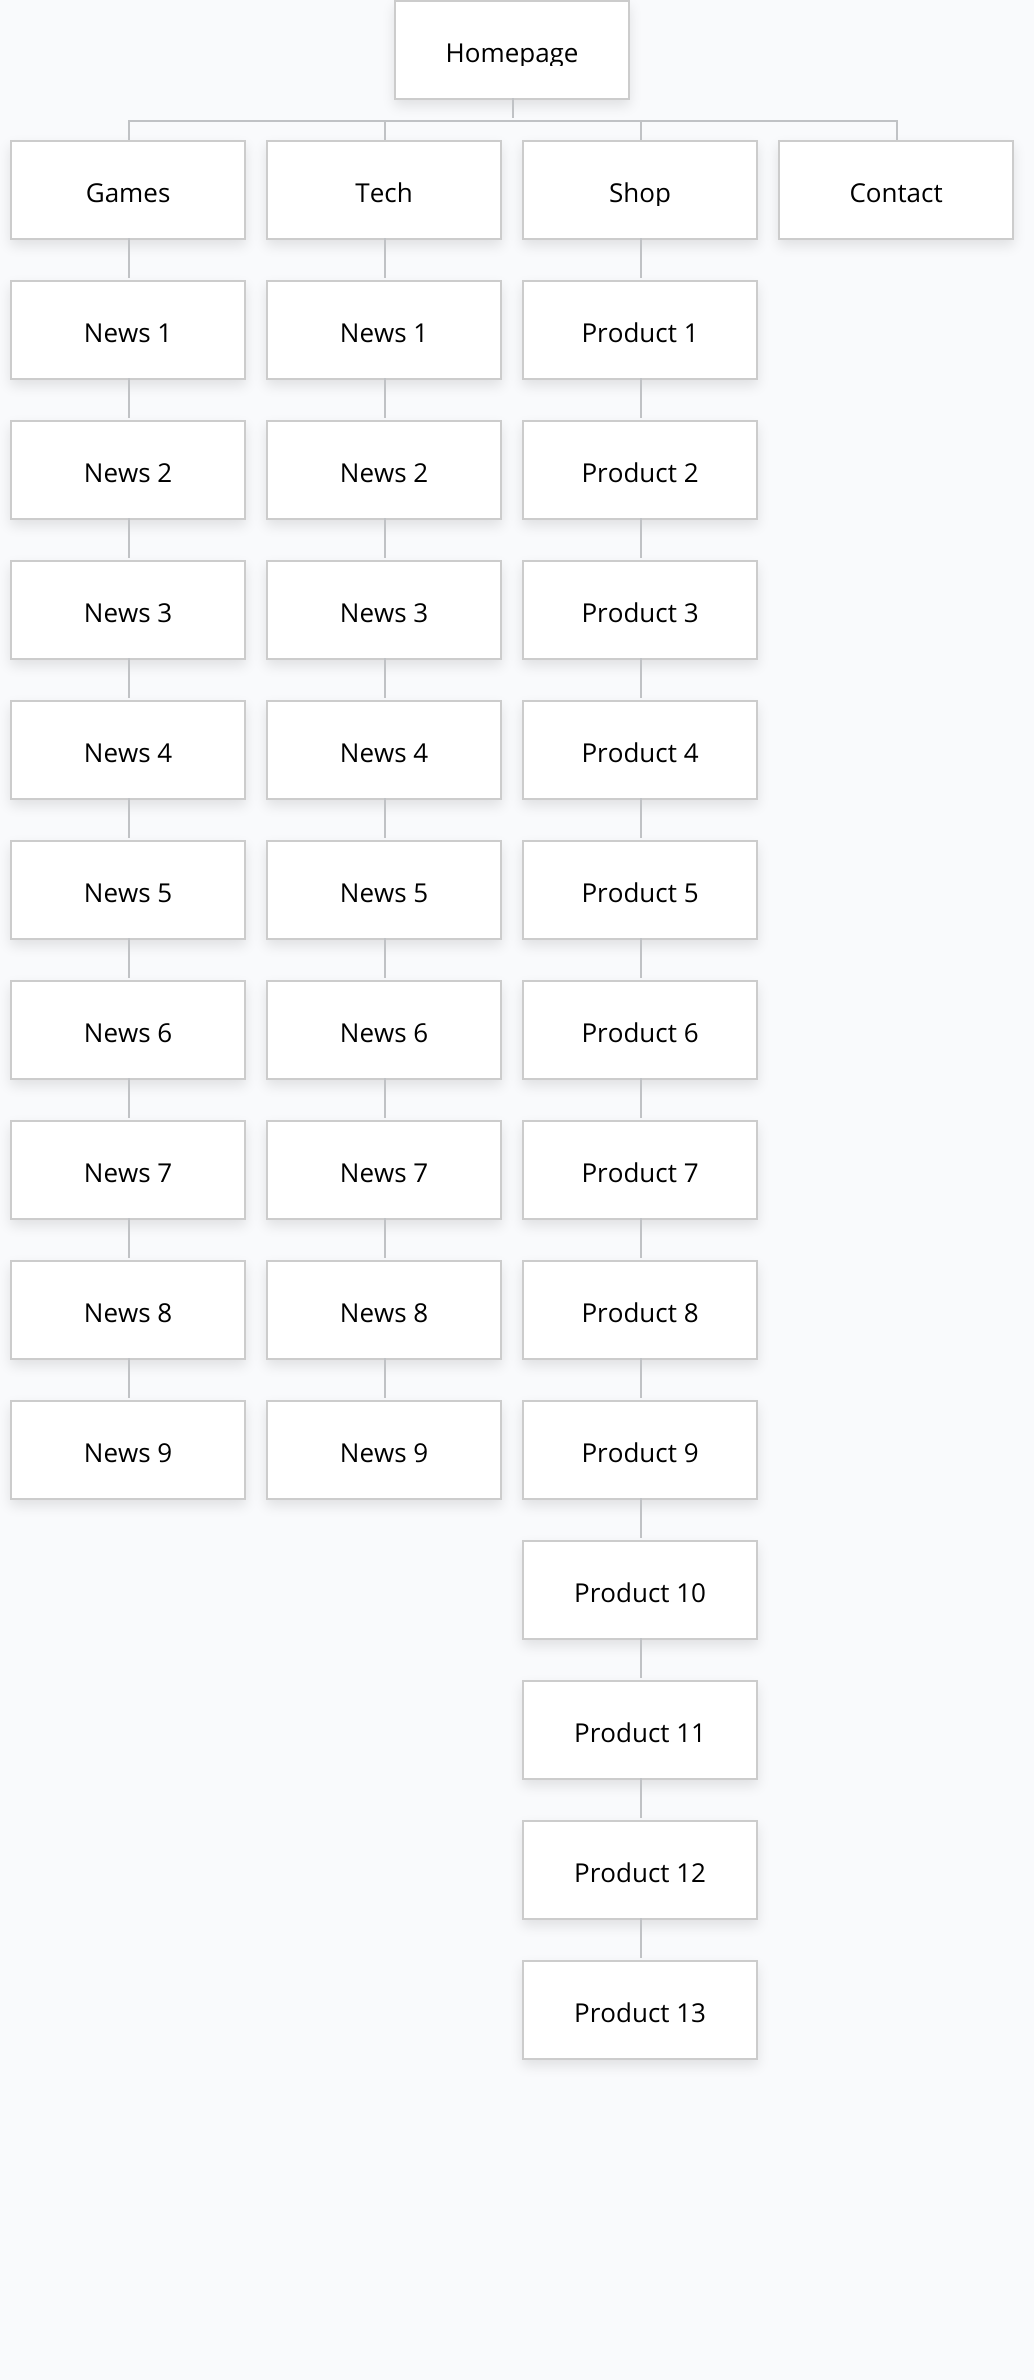 Homepage
Games
Tech
Shop
Contact
News 1
News 1
Product 1
News 2
News 2
Product 2
News 3
News 3
Product 3
News 4
News 4
Product 4
News 5
News 5
Product 5
News 6
News 6
Product 6
News 7
News 7
Product 7
News 8
News 8
Product 8
News 9
News 9
Product 9
Product 10
Product 11
Product 12
Product 13